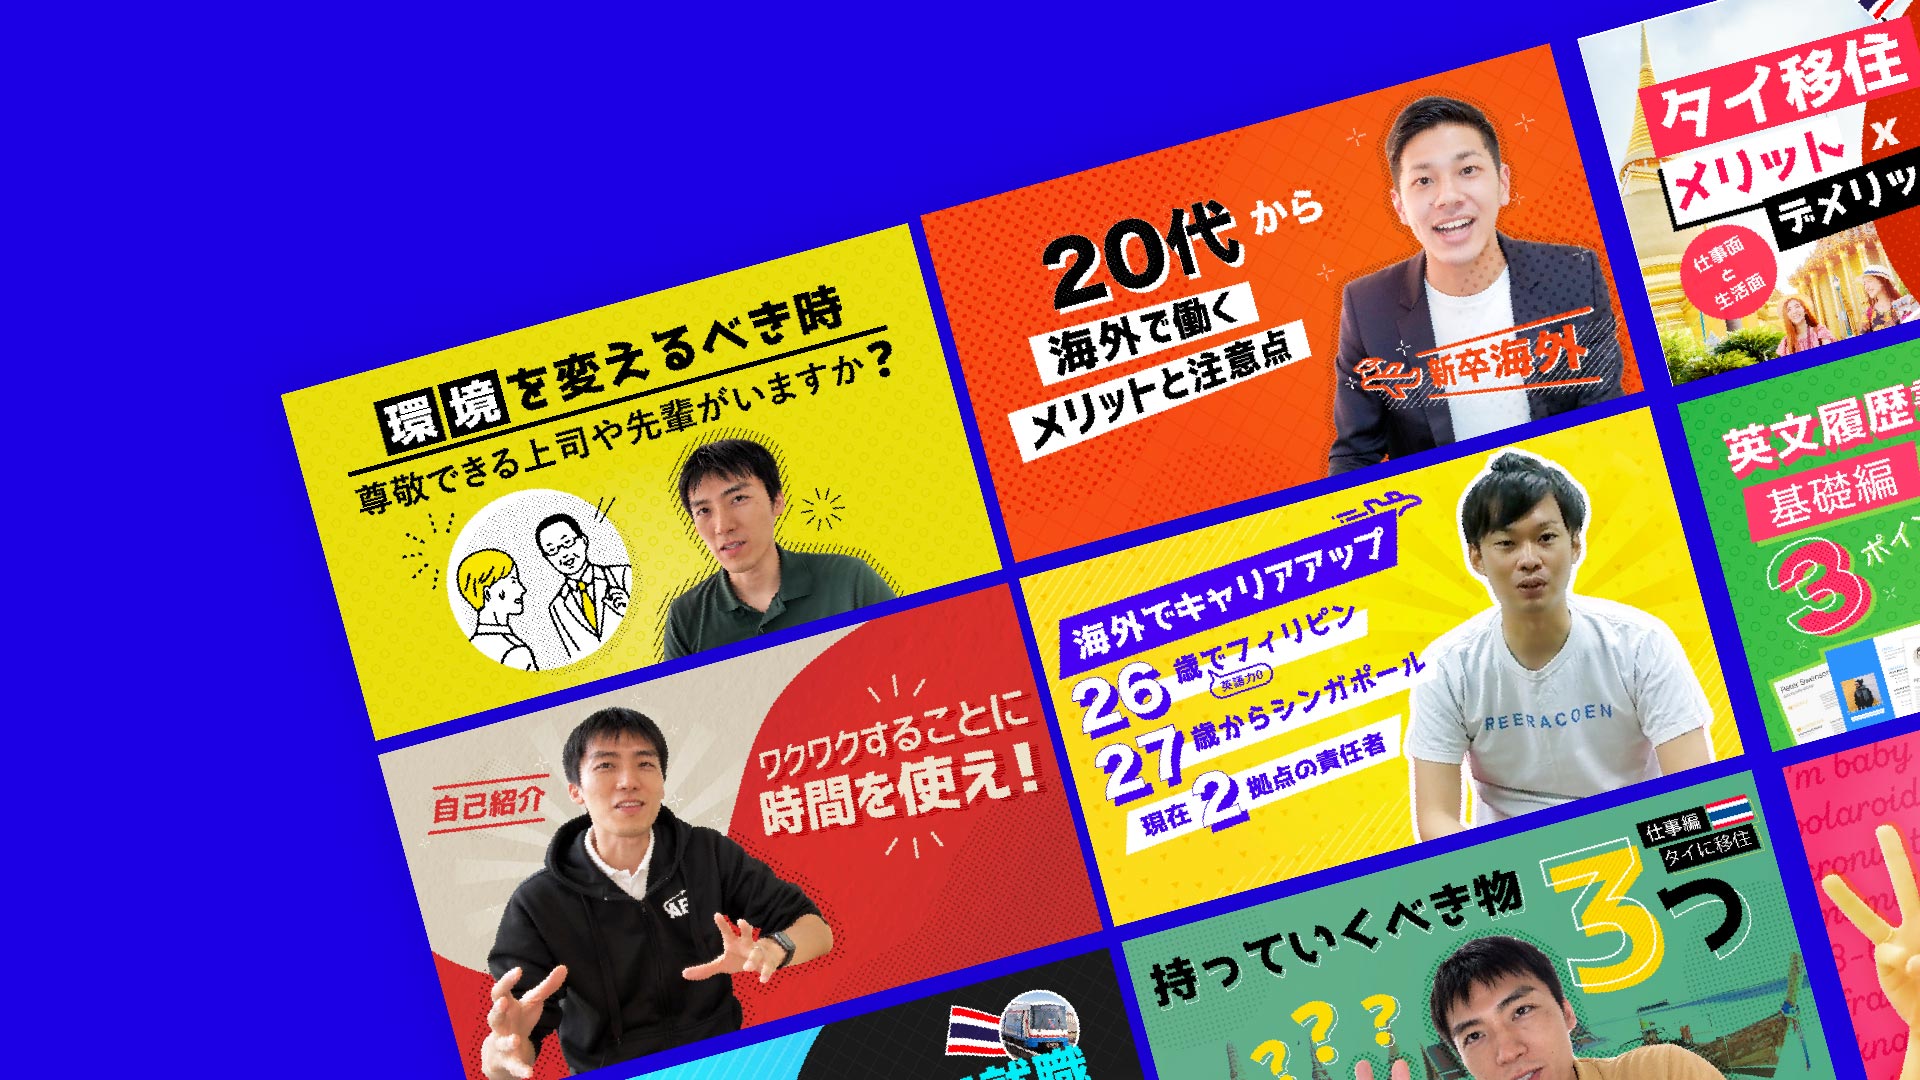 環境を変えるべき時
尊敬できる上司や先輩がいますか?
20代から
海外で働く
メリットと注意点
新卒海外
タイ移住
メリット x
デメリッ
仕事面
と
生活面
自己紹介
ワクワクすることに
時間を使え!
AF
海外でキャリアアップ
26歳でフィリピン
英語力0
27歳からシンガポール
現在2拠点の責任者
REERACOEN
英文履歴
基礎編
3ポイ
就職
仕事編
タイに移住
持っていくべき物
3つ
???
'm baby